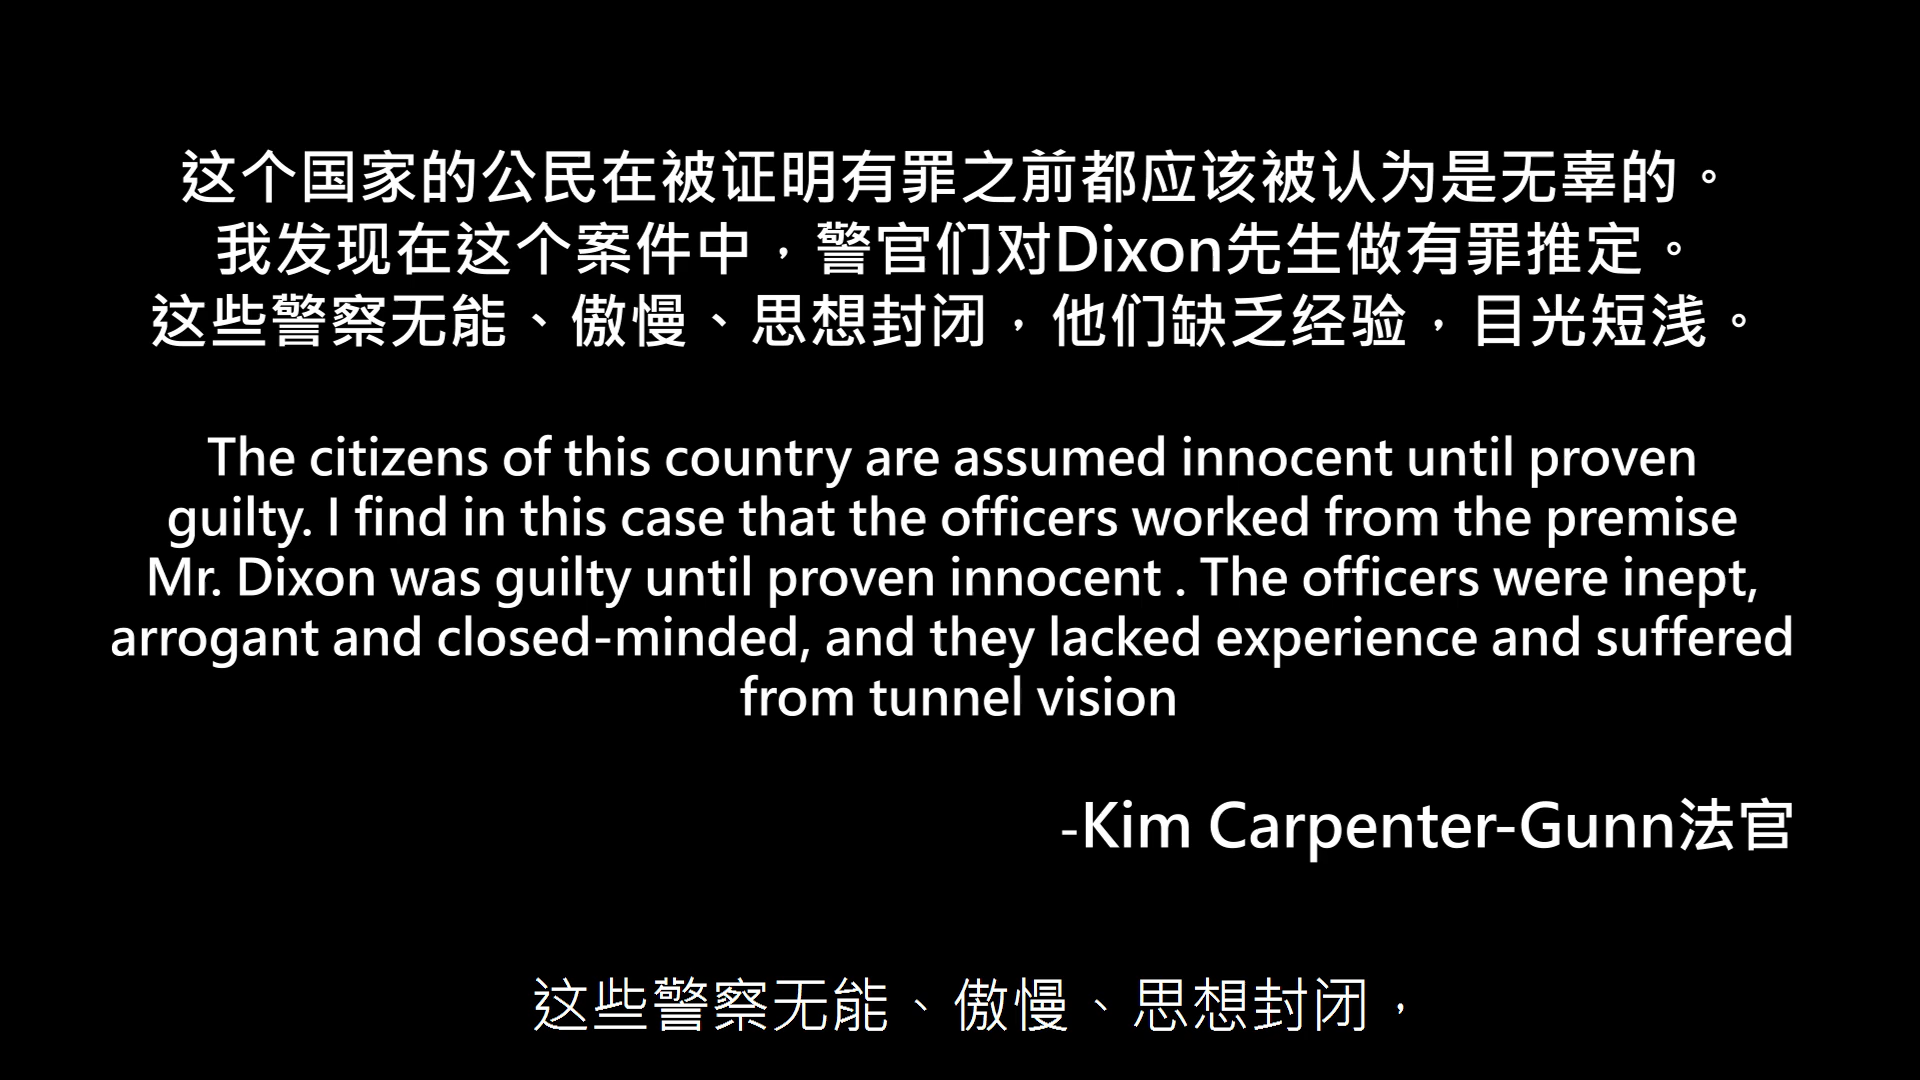 这个国家的公民在被证明有罪之前都应该被认为是无辜的。
我发现在这个案件中，警官们对Dixon先生做有罪推定。
这些警察无能、傲慢、思想封闭，他们缺乏经验，目光短浅。
The citizens of this country are assumed innocent until proven
guilty. I find in this case that the officers worked from the premise
Mr. Dixon was guilty until proven innocent . The officers were inept,
arrogant and closed-minded, and they lacked experience and suffered
from tunnel vision
-Kim Carpenter-Gunn法官
这些警察无能、傲慢、思想封闭，